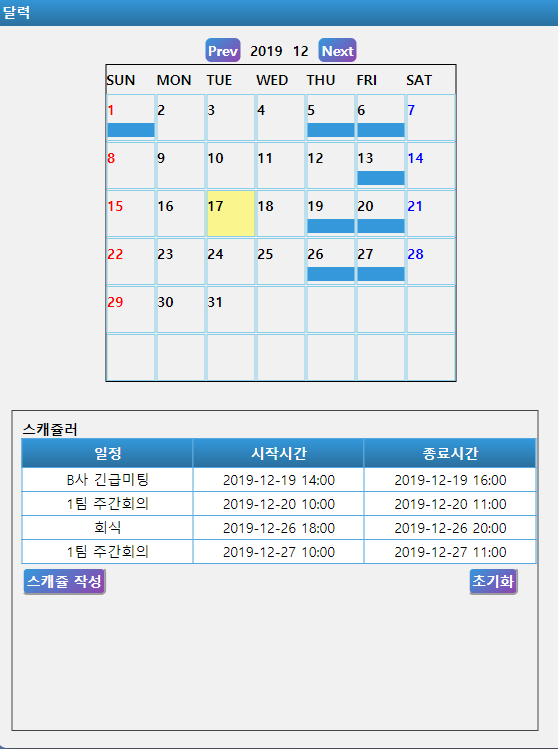 달력
Prev 2019 12 Next
SUN MON TUE WED THU FRI SAT
1 2 3 4 5 6 7
8 9 10 11 12 13 14
15 16 17 18 19 20 21
22 23 24 25 26 27 28
29 30 31
스캐쥴러
일정 시작시간 종료시간
B사 긴급미팅 2019-12-19 14:00 2019-12-19 16:00
1팀 주간회의 2019-12-20 10:00 2019-12-20 11:00
회식 2019-12-26 18:00 2019-12-26 20:00
1팀 주간회의 2019-12-27 10:00 2019-12-27 11:00
스캐쥴 작성 초기화